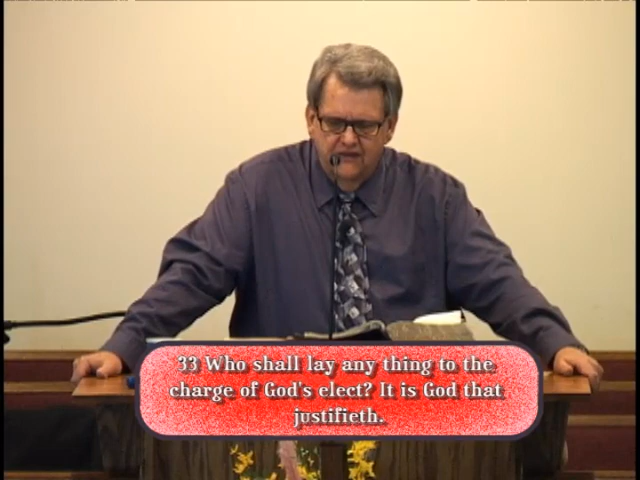 33 Who shall lay any thing to the
charge of God's elect? It is God that
justifieth.